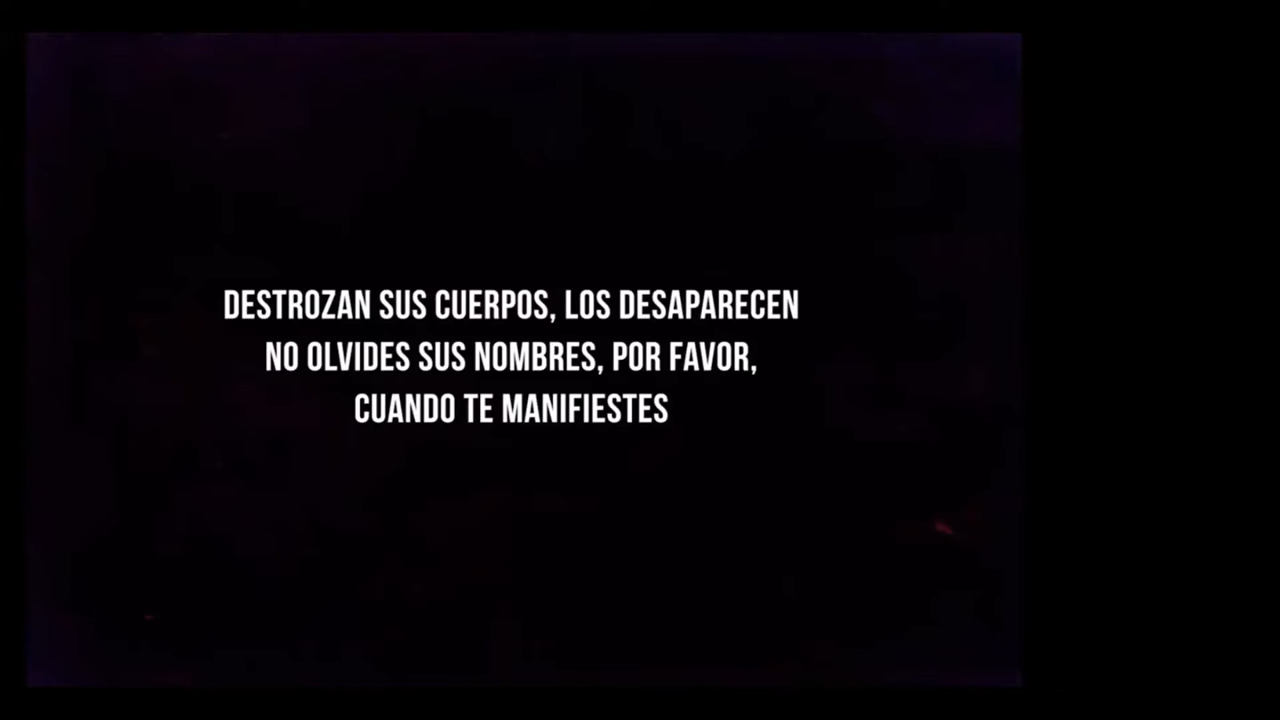 DESTROZAN SUS CUERPOS, LOS DESAPARECEN
NO OLVIDES SUS NOMBRES, POR FAVOR,
CUANDO TE MANIFIESTES